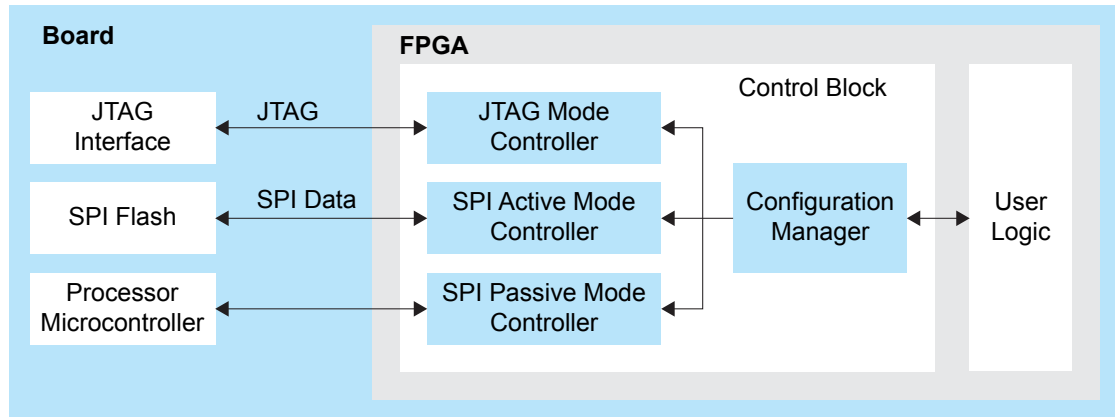 Board
FPGA
Control Block
JTAG
Interface
JTAG
JTAG Mode
Controller
SPI Flash
SPI Data
SPI Active Mode
Controller
Configuration
Manager
User
Logic
Processor
Microcontroller
SPI Passive Mode
Controller